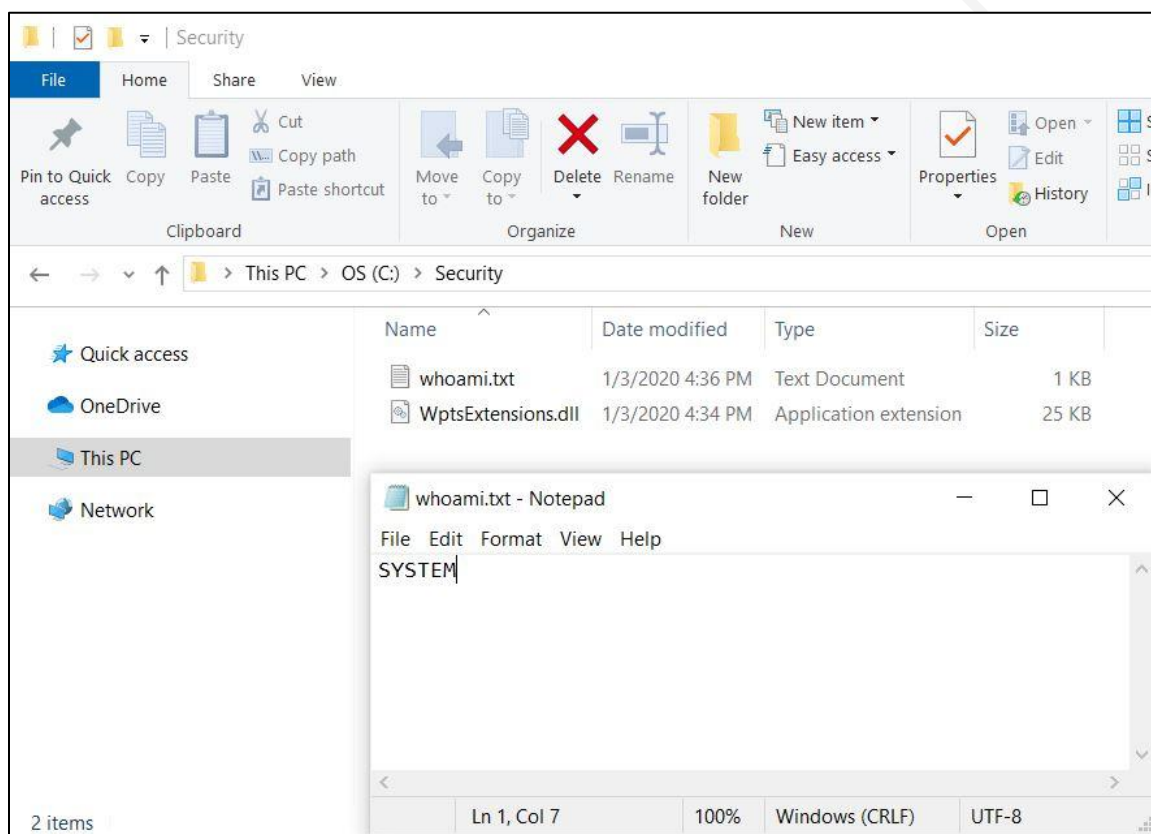 Security
File Home Share View
Pin to Quick access
Copy
Paste
Cut
Copy path
Paste shortcut
Clipboard
Move to
Copy to
Delete
Rename
Organize
New folder
New item
Easy access
New
Properties
Open
Edit
History
Open
This PC > OS (C:) > Security
Quick access
OneDrive
This PC
Network
Name Date modified Type Size
whoami.txt 1/3/2020 4:36 PM Text Document 1 KB
WptsExtensions.dll 1/3/2020 4:34 PM Application extension 25 KB
whoami.txt - Notepad
File Edit Format View Help
SYSTEM
Ln 1, Col 7 100% Windows (CRLF) UTF-8
2 items